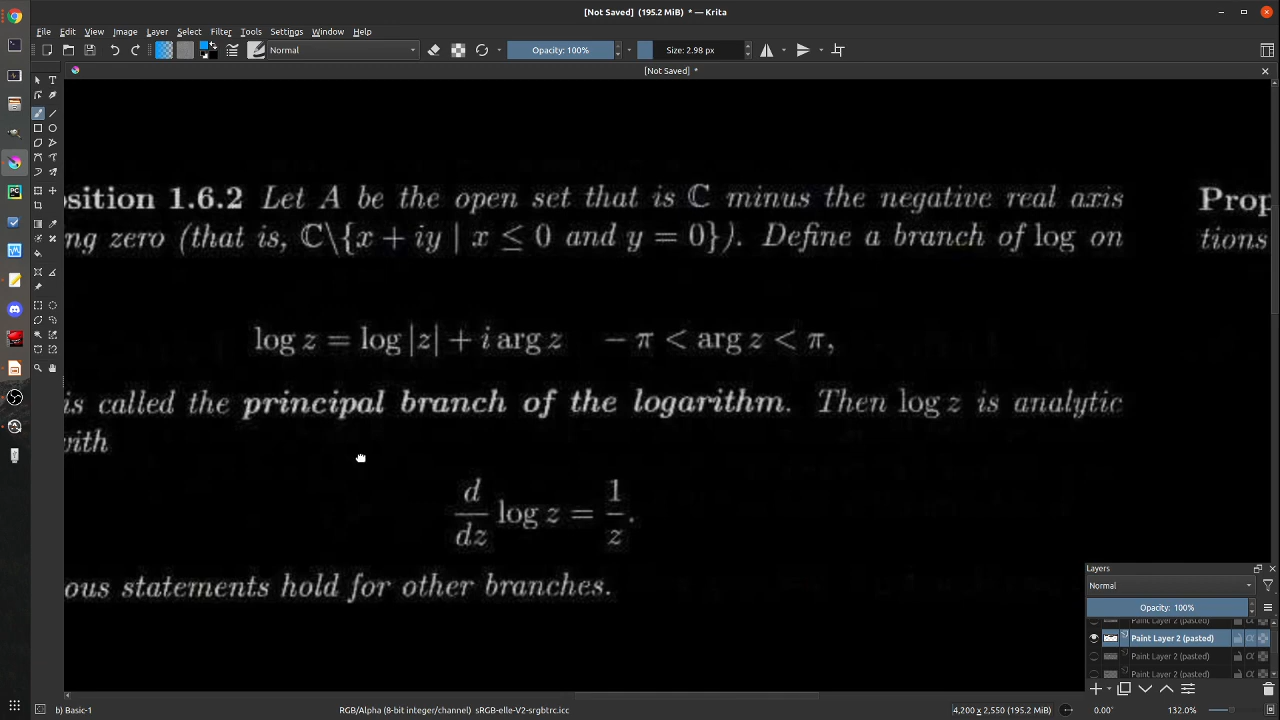 [Not Saved] (195.2 MiB) * — Krita
File Edit View Image Layer Select Filter Tools Settings Window Help
Normal Opacity: 100% Size: 2.98 px
[Not Saved] *
sition 1.6.2 Let A be the open set that is ℂ minus the negative real axis
ng zero (that is, ℂ\{x + iy | x ≤ 0 and y = 0}). Define a branch of log on
log z = log |z| + i arg z − π < arg z < π,
is called the principal branch of the logarithm. Then log z is analytic
with
d/dz log z = 1/z.
ous statements hold for other branches.
Prop
tions
Layers
Normal
Opacity: 100%
Paint Layer 2 (pasted)
Paint Layer 2 (pasted)
Paint Layer 2 (pasted)
Paint Layer 2 (pasted)
b) Basic-1 RGB/Alpha (8-bit integer/channel) sRGB-elle-V2-srgbtrc.icc 4,200 x 2,550 (195.2 MiB) 0.00° 132.0%